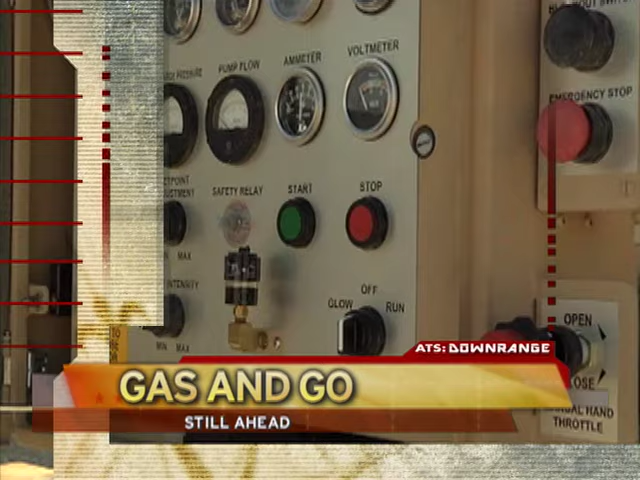 EMERGENCY STOP
PUMP FLOW
AMMETER
VOLTMETER
SAFETY RELAY
START
STOP
MIN MAX
INTENSITY
OFF
GLOW
RUN
MIN MAX
OPEN
HAND
THROTTLE
ATS: DOWNRANGE
GAS AND GO
STILL AHEAD